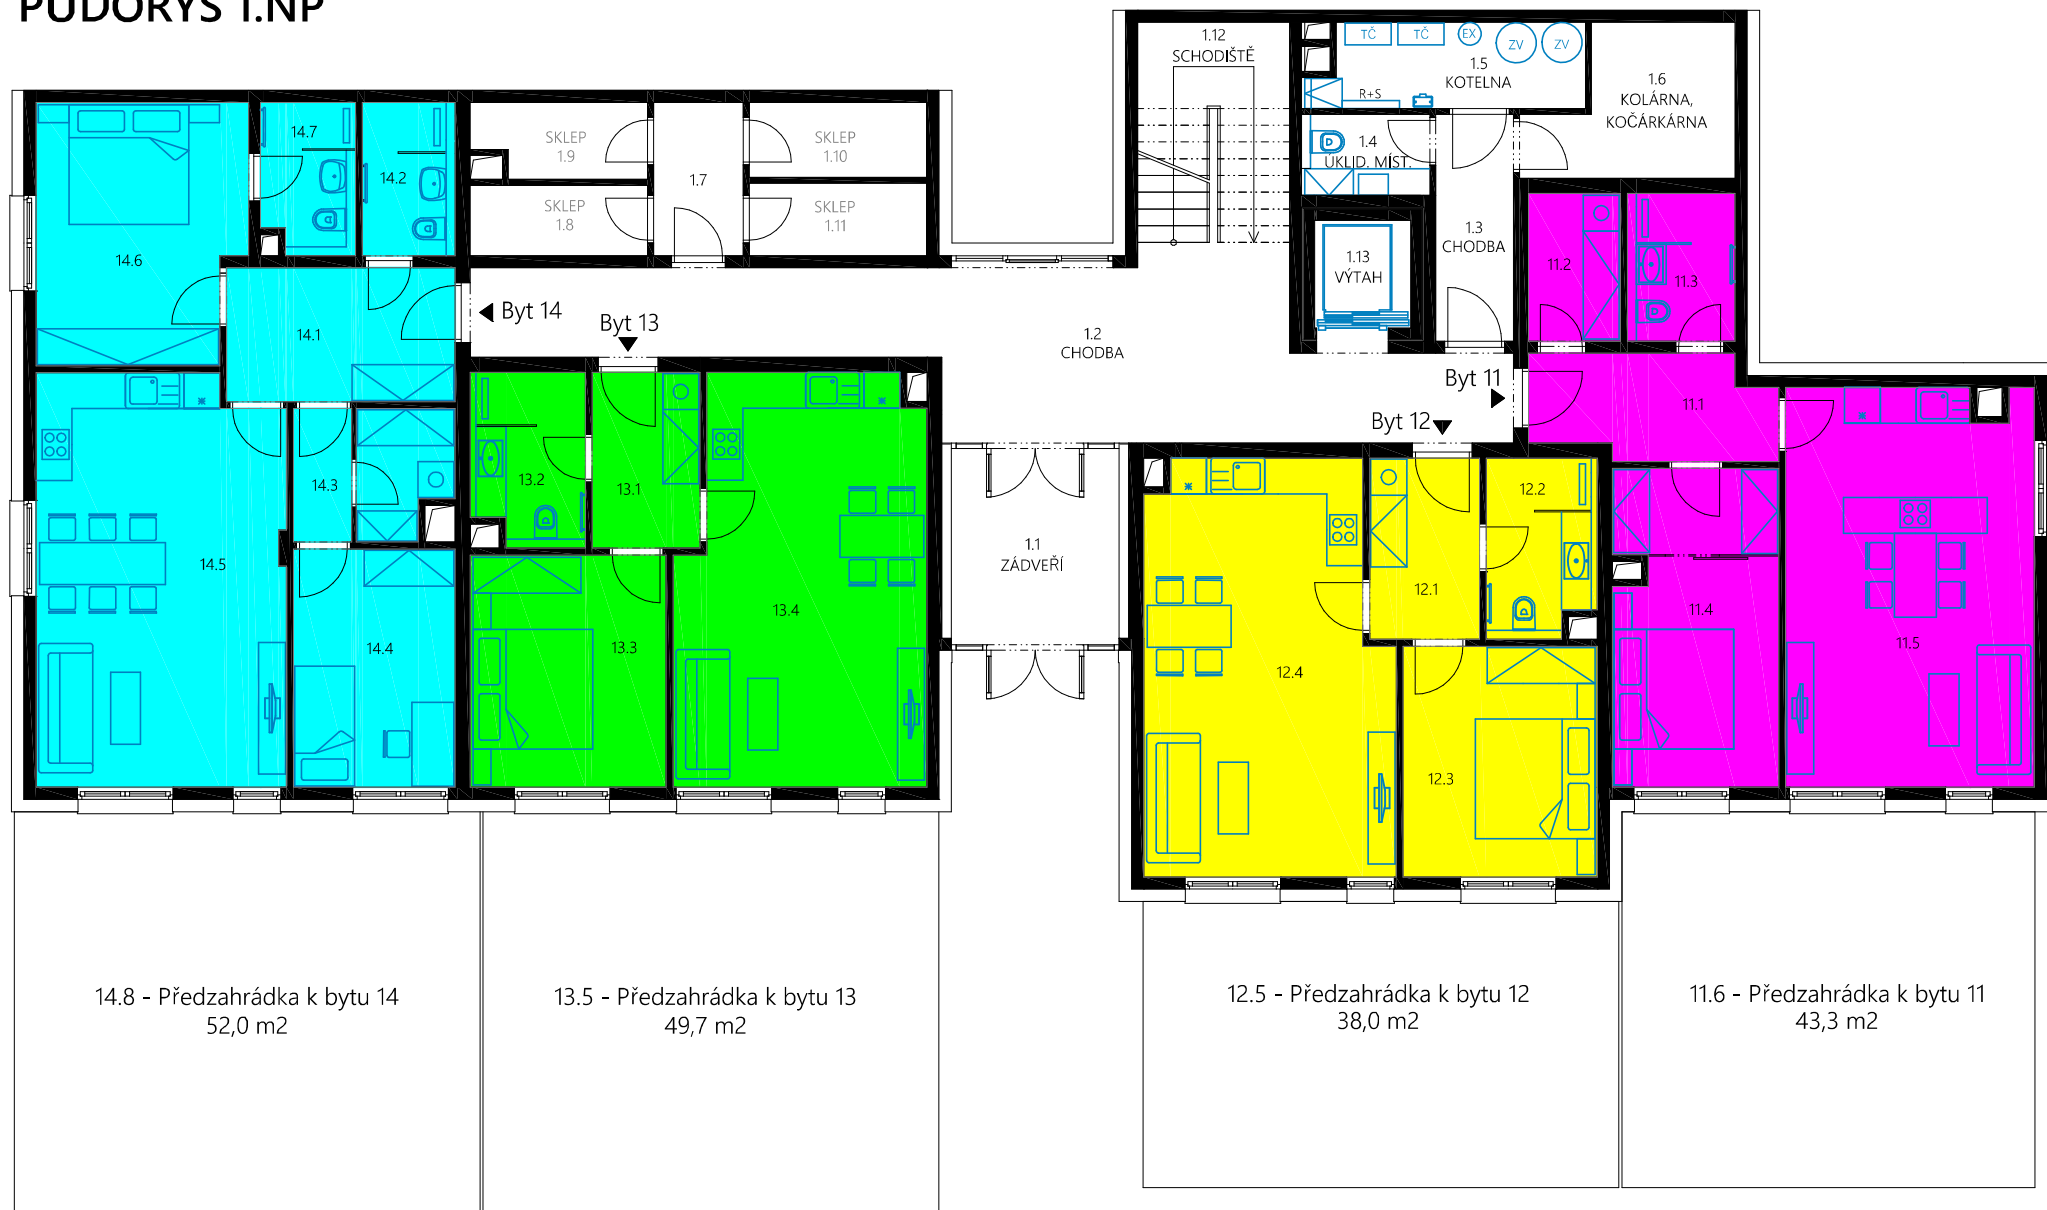 PŮDORYS 1.NP
1.12
SCHODIŠTĚ
TČ
TČ
EX
ZV
ZV
1.5
KOTELNA
R+S
1.6
KOLÁRNA,
KOČÁRKÁRNA
1.4
ÚKLID. MÍST.
14.7
14.2
SKLEP
1.9
SKLEP
1.10
1.7
SKLEP
1.8
SKLEP
1.11
1.3
CHODBA
1.13
VÝTAH
14.6
11.2
11.3
14.1
Byt 14
Byt 13
1.2
CHODBA
Byt 11
Byt 12
11.1
14.3
13.2
13.1
12.2
14.5
1.1
ZÁDVEŘÍ
12.1
13.4
11.4
14.4
13.3
12.4
11.5
12.3
14.8 - Předzahrádka k bytu 14
52,0 m2
13.5 - Předzahrádka k bytu 13
49,7 m2
12.5 - Předzahrádka k bytu 12
38,0 m2
11.6 - Předzahrádka k bytu 11
43,3 m2